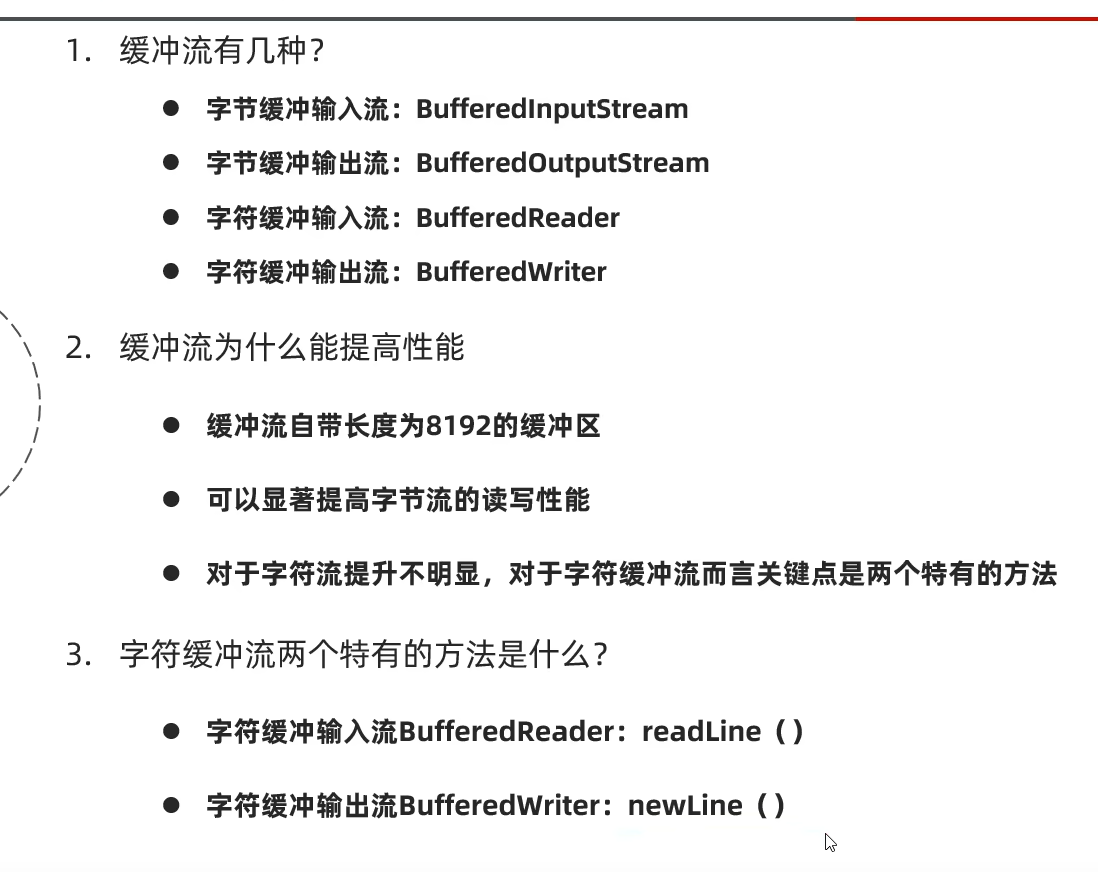 1. 缓冲流有几种？
● 字节缓冲输入流：BufferedInputStream
● 字节缓冲输出流：BufferedOutputStream
● 字符缓冲输入流：BufferedReader
● 字符缓冲输出流：BufferedWriter
2. 缓冲流为什么能提高性能
● 缓冲流自带长度为8192的缓冲区
● 可以显著提高字节流的读写性能
● 对于字符流提升不明显，对于字符缓冲流而言关键点是两个特有的方法
3. 字符缓冲流两个特有的方法是什么？
● 字符缓冲输入流BufferedReader：readLine（）
● 字符缓冲输出流BufferedWriter：newLine（）